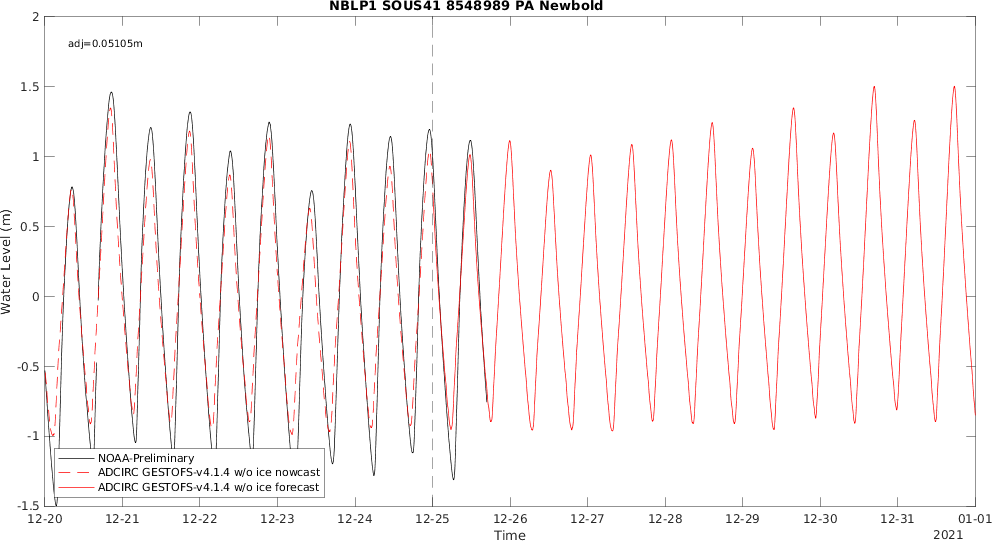 NBLP1 SOUS41 8548989 PA Newbold
adj=0.05105m
Water Level (m)
2
1.5
1
0.5
0
-0.5
-1
-1.5
NOAA-Preliminary
ADCIRC GESTOFS-v4.1.4 w/o ice nowcast
ADCIRC GESTOFS-v4.1.4 w/o ice forecast
12-20 12-21 12-22 12-23 12-24 12-25 12-26 12-27 12-28 12-29 12-30 12-31 01-01
Time
2021